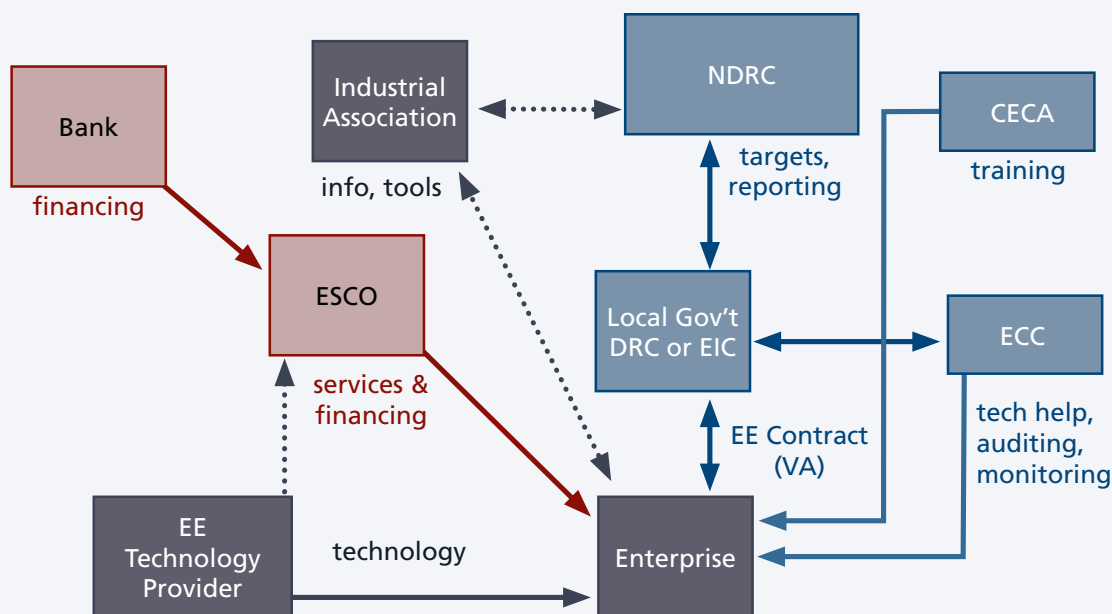 Industrial
Association
NDRC
Bank
CECA
financing
info, tools
targets,
reporting
training
ESCO
Local Gov't
DRC or EIC
ECC
services &
financing
EE Contract
(VA)
tech help,
auditing,
monitoring
EE
Technology
Provider
technology
Enterprise